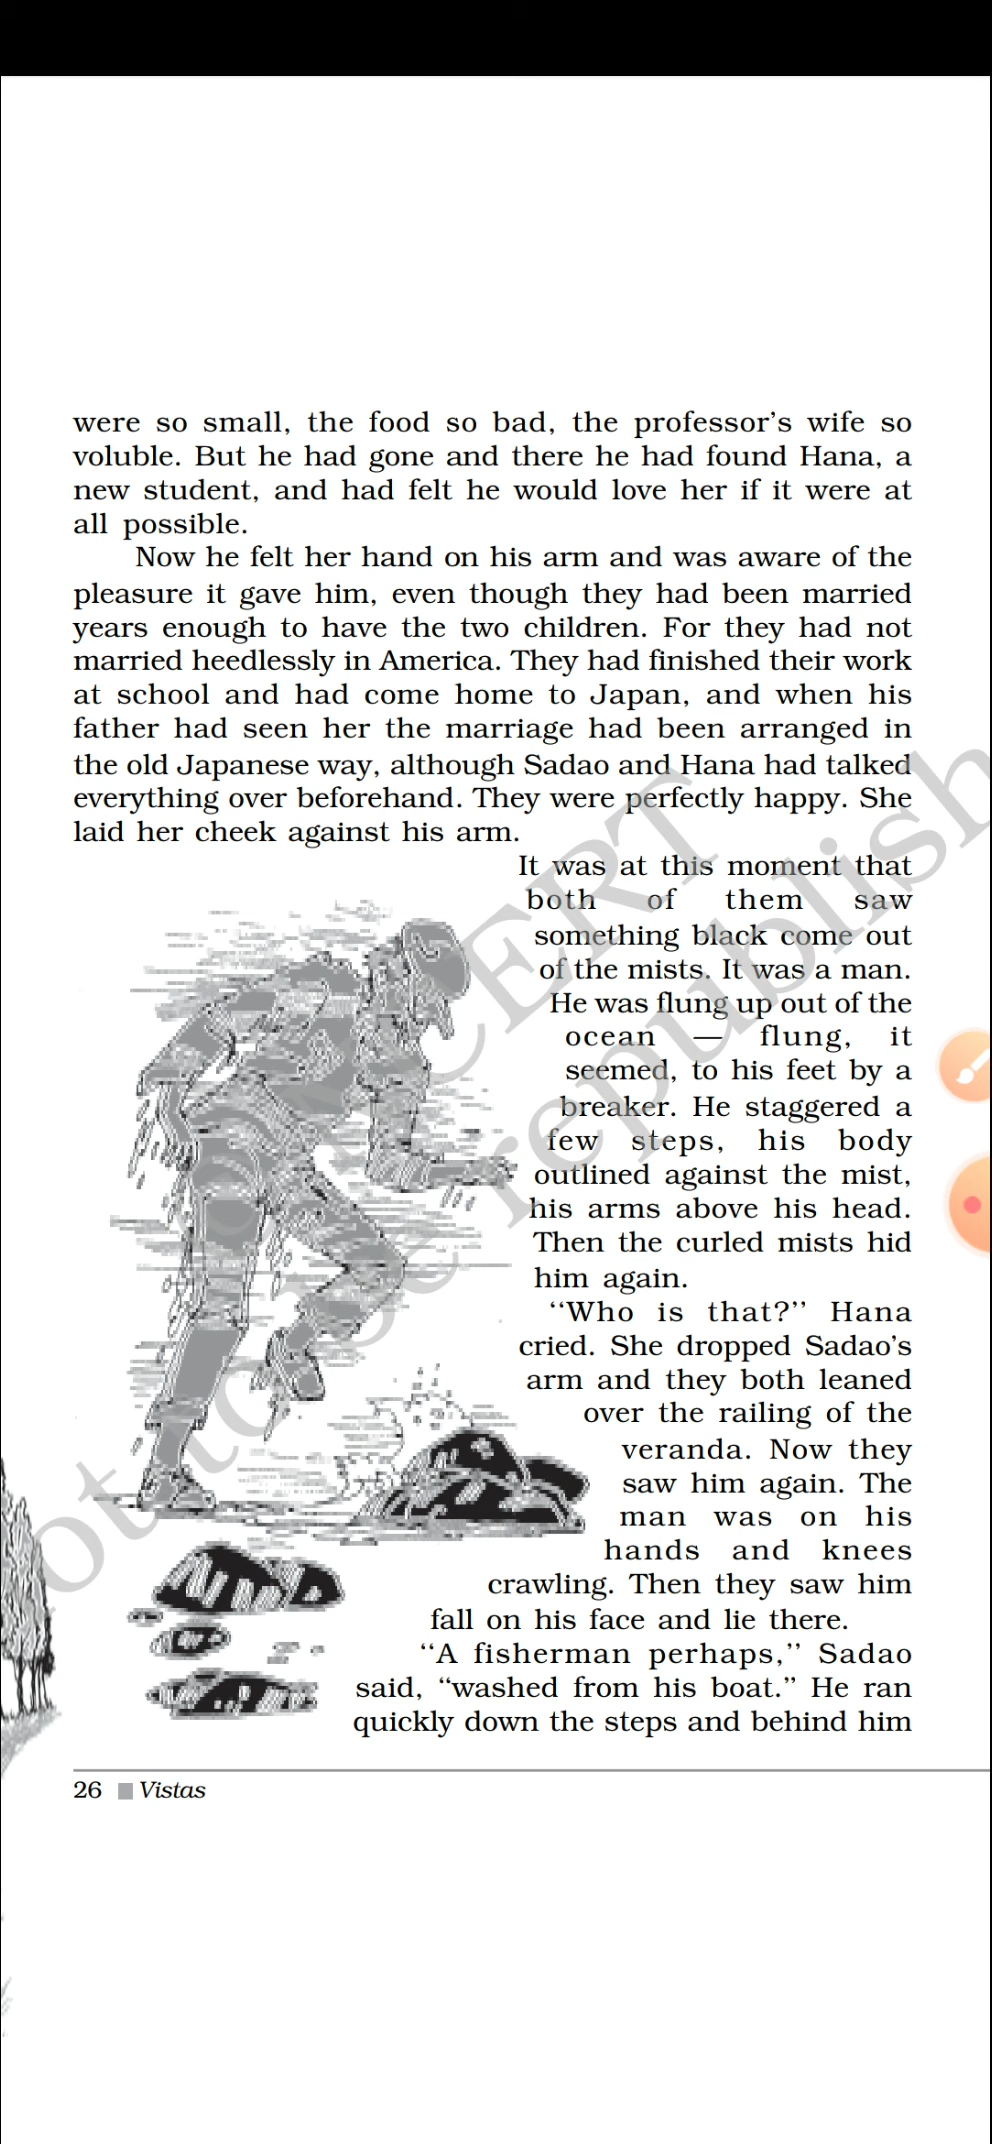 were so small, the food so bad, the professor's wife so
voluble. But he had gone and there he had found Hana, a
new student, and had felt he would love her if it were at
all possible.
Now he felt her hand on his arm and was aware of the
pleasure it gave him, even though they had been married
years enough to have the two children. For they had not
married heedlessly in America. They had finished their work
at school and had come home to Japan, and when his
father had seen her the marriage had been arranged in
the old Japanese way, although Sadao and Hana had talked
everything over beforehand. They were perfectly happy. She
laid her cheek against his arm.
It was at this moment that
both of them saw
something black come out
of the mists. It was a man.
He was flung up out of the
ocean — flung, it
seemed, to his feet by a
breaker. He staggered a
few steps, his body
outlined against the mist,
his arms above his head.
Then the curled mists hid
him again.
‘‘Who is that?’’ Hana
cried. She dropped Sadao’s
arm and they both leaned
over the railing of the
veranda. Now they
saw him again. The
man was on his
hands and knees
crawling. Then they saw him
fall on his face and lie there.
‘‘A fisherman perhaps,’’ Sadao
said, “washed from his boat.” He ran
quickly down the steps and behind him
26 Vistas
CERT
ot to be republish